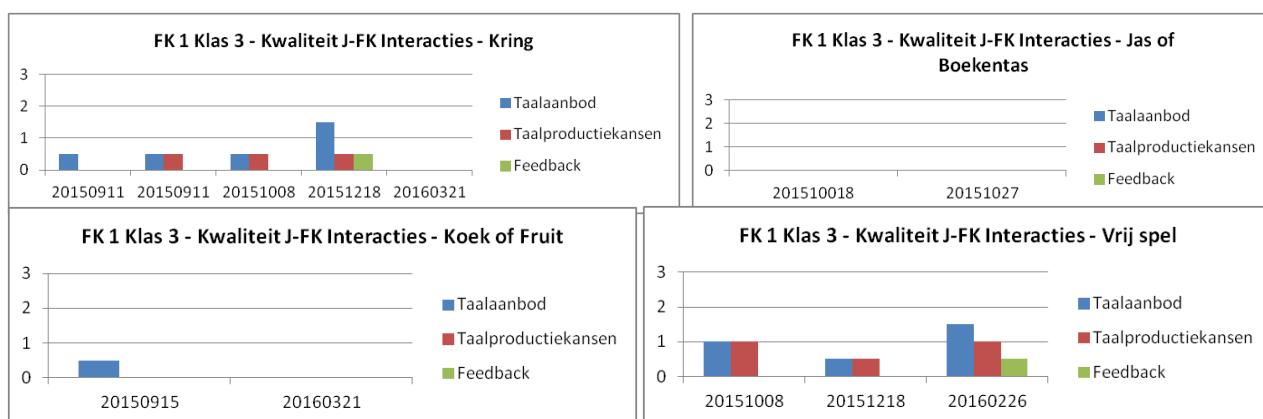 FK 1 Klas 3 - Kwaliteit J-FK Interacties - Kring
3
2
1
0
20150911 20150911 20151008 20151218 20160321
Taalaanbod
Taalproductiekansen
Feedback
FK 1 Klas 3 - Kwaliteit J-FK Interacties - Jas of
Boekentas
3
2
1
0
201510018 20151027
Taalaanbod
Taalproductiekansen
Feedback
FK 1 Klas 3 - Kwaliteit J-FK Interacties - Koek of Fruit
3
2
1
0
20150915 20160321
Taalaanbod
Taalproductiekansen
Feedback
FK 1 Klas 3 - Kwaliteit J-FK Interacties - Vrij spel
3
2
1
0
20151008 20151218 20160226
Taalaanbod
Taalproductiekansen
Feedback